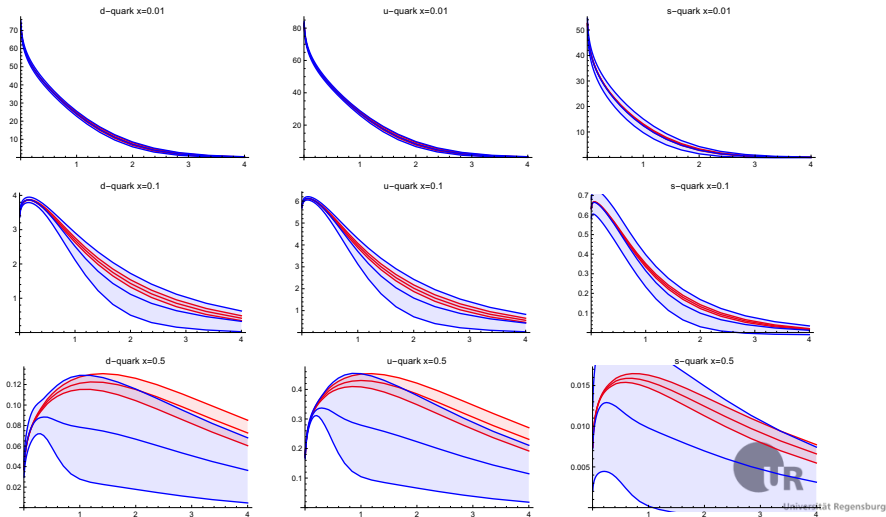 d-quark x=0.01
u-quark x=0.01
s-quark x=0.01
70
60
50
40
30
20
10
1 2 3 4
80
60
40
20
1 2 3 4
50
40
30
20
10
1 2 3 4
d-quark x=0.1
u-quark x=0.1
s-quark x=0.1
4
3
2
1
1 2 3 4
6
5
4
3
2
1
1 2 3 4
0.7
0.6
0.5
0.4
0.3
0.2
0.1
1 2 3 4
d-quark x=0.5
u-quark x=0.5
s-quark x=0.5
0.12
0.10
0.08
0.06
0.04
0.02
1 2 3 4
0.4
0.3
0.2
0.1
1 2 3 4
0.015
0.010
0.005
1 2 3 4
UR
Universität Regensburg